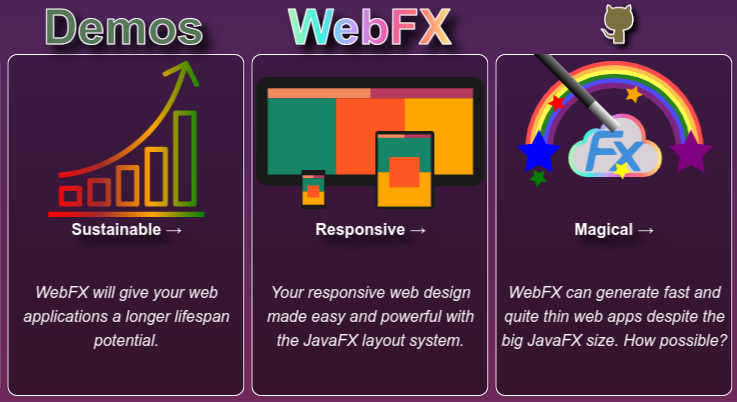 Demos
WebFX
Fx
Sustainable →
WebFX will give your web
applications a longer lifespan
potential.
Responsive →
Your responsive web design
made easy and powerful with
the JavaFX layout system.
Magical →
WebFX can generate fast and
quite thin web apps despite the
big JavaFX size. How possible?